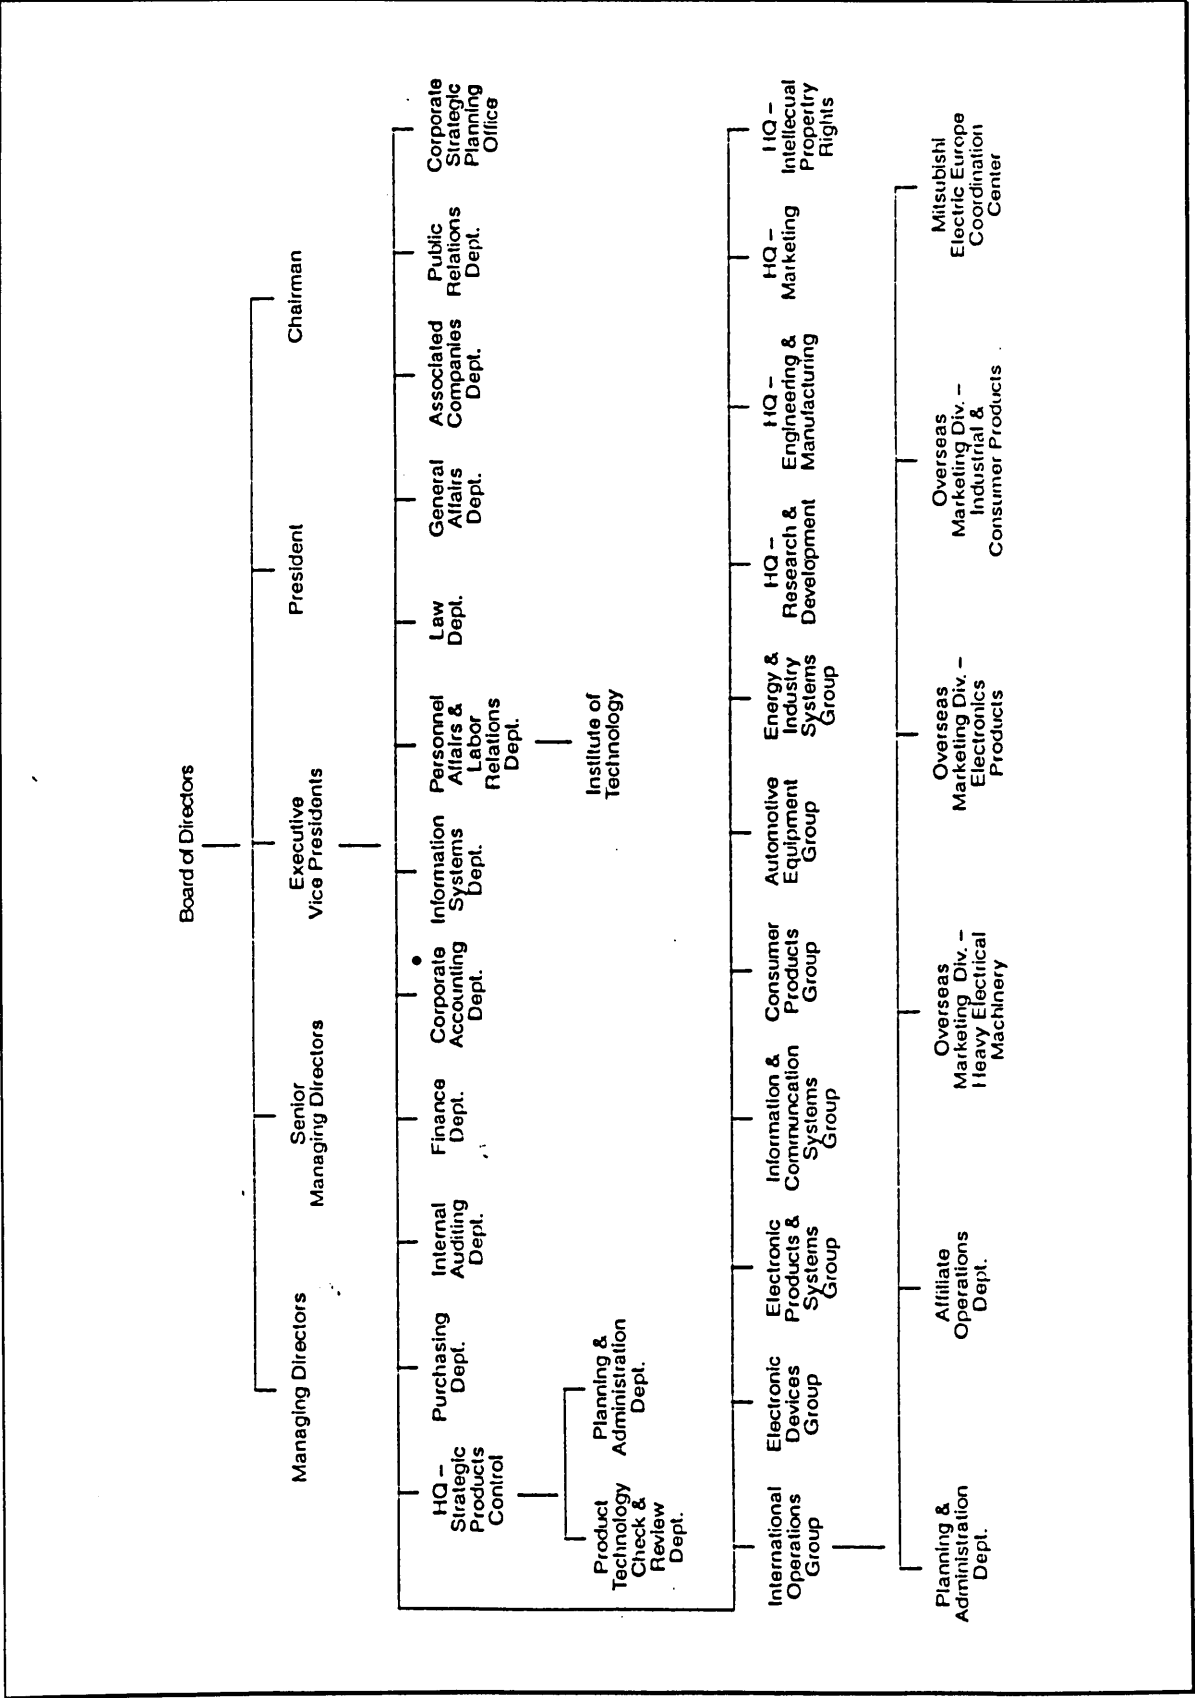 Board of Directors
Managing Directors
Senior
Managing Directors
Executive
Vice Presidents
President
Chairman
HQ –
Strategic
Products
Control
Purchasing
Dept.
Internal
Auditing
Dept.
Finance
Dept.
Corporate
Accounting
Dept.
Information
Systems
Dept.
Personnel
Affairs &
Labor
Relations
Dept.
Law
Dept.
General
Affairs
Dept.
Associated
Companies
Dept.
Public
Relations
Dept.
Corporate
Strategic
Planning
Office
Product
Technology
Check &
Review
Dept.
Planning &
Administration
Dept.
Institute of
Technology
International
Operations
Group
Electronic
Devices
Group
Electronic
Products &
Systems
Group
Information &
Communcation
Systems
Group
Consumer
Products
Group
Automotive
Equipment
Group
Energy &
Industry
Systems
Group
HQ –
Research &
Development
HQ –
Engineering &
Manufacturing
HQ –
Marketing
HQ –
Intellecual
Propertry
Rights
Planning &
Administration
Dept.
Affiliate
Operations
Dept.
Overseas
Marketing Div. –
Heavy Electrical
Machinery
Overseas
Marketing Div. –
Electronics
Products
Overseas
Marketing Div. –
Industrial &
Consumer Products
Mitsubishi
Electric Europe
Coordination
Center